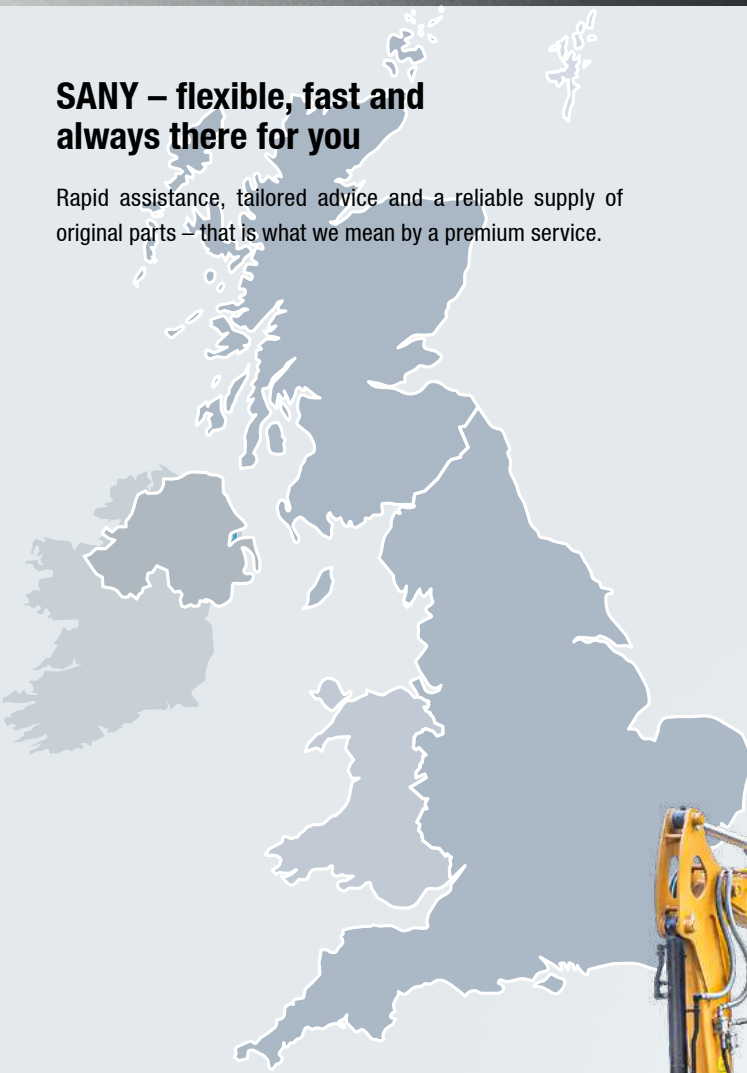 SANY – flexible, fast and
always there for you
Rapid assistance, tailored advice and a reliable supply of
original parts – that is what we mean by a premium service.